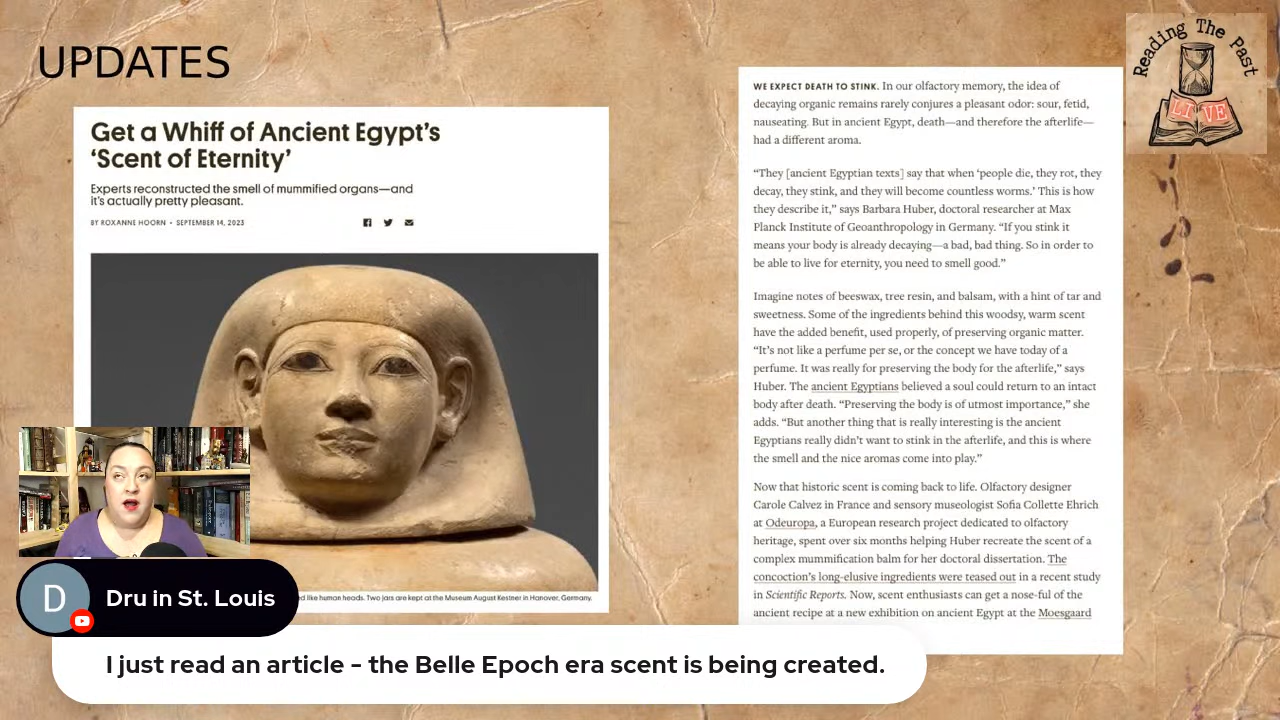 UPDATES
Get a Whiff of Ancient Egypt's
'Scent of Eternity'
Experts reconstructed the smell of mummified organs—and
it's actually pretty pleasant.
BY ROXANNE HOORN • SEPTEMBER 14, 2023
d like human heads. Two jars are kept at the Museum August Kestner in Hanover, Germany.
WE EXPECT DEATH TO STINK. In our olfactory memory, the idea of
decaying organic remains rarely conjures a pleasant odor: sour, fetid,
nauseating. But in ancient Egypt, death—and therefore the afterlife—
had a different aroma.
“They [ancient Egyptian texts] say that when ‘people die, they rot, they
decay, they stink, and they will become countless worms.’ This is how
they describe it,” says Barbara Huber, doctoral researcher at Max
Planck Institute of Geoanthropology in Germany. “If you stink it
means your body is already decaying—a bad, bad thing. So in order to
be able to live for eternity, you need to smell good.”
Imagine notes of beeswax, tree resin, and balsam, with a hint of tar and
sweetness. Some of the ingredients behind this woodsy, warm scent
have the added benefit, used properly, of preserving organic matter.
“It’s not like a perfume per se, or the concept we have today of a
perfume. It was really for preserving the body for the afterlife,” says
Huber. The ancient Egyptians believed a soul could return to an intact
body after death. “Preserving the body is of utmost importance,” she
adds. “But another thing that is really interesting is the ancient
Egyptians really didn’t want to stink in the afterlife, and this is where
the smell and the nice aromas come into play.”
Now that historic scent is coming back to life. Olfactory designer
Carole Calvez in France and sensory museologist Sofia Collette Ehrich
at Odeuropa, a European research project dedicated to olfactory
heritage, spent over six months helping Huber recreate the scent of a
complex mummification balm for her doctoral dissertation. The
concoction’s long-elusive ingredients were teased out in a recent study
in Scientific Reports. Now, scent enthusiasts can get a nose-ful of the
ancient recipe at a new exhibition on ancient Egypt at the Moesgaard
Reading The Past
LIVE
D
Dru in St. Louis
I just read an article - the Belle Epoch era scent is being created.